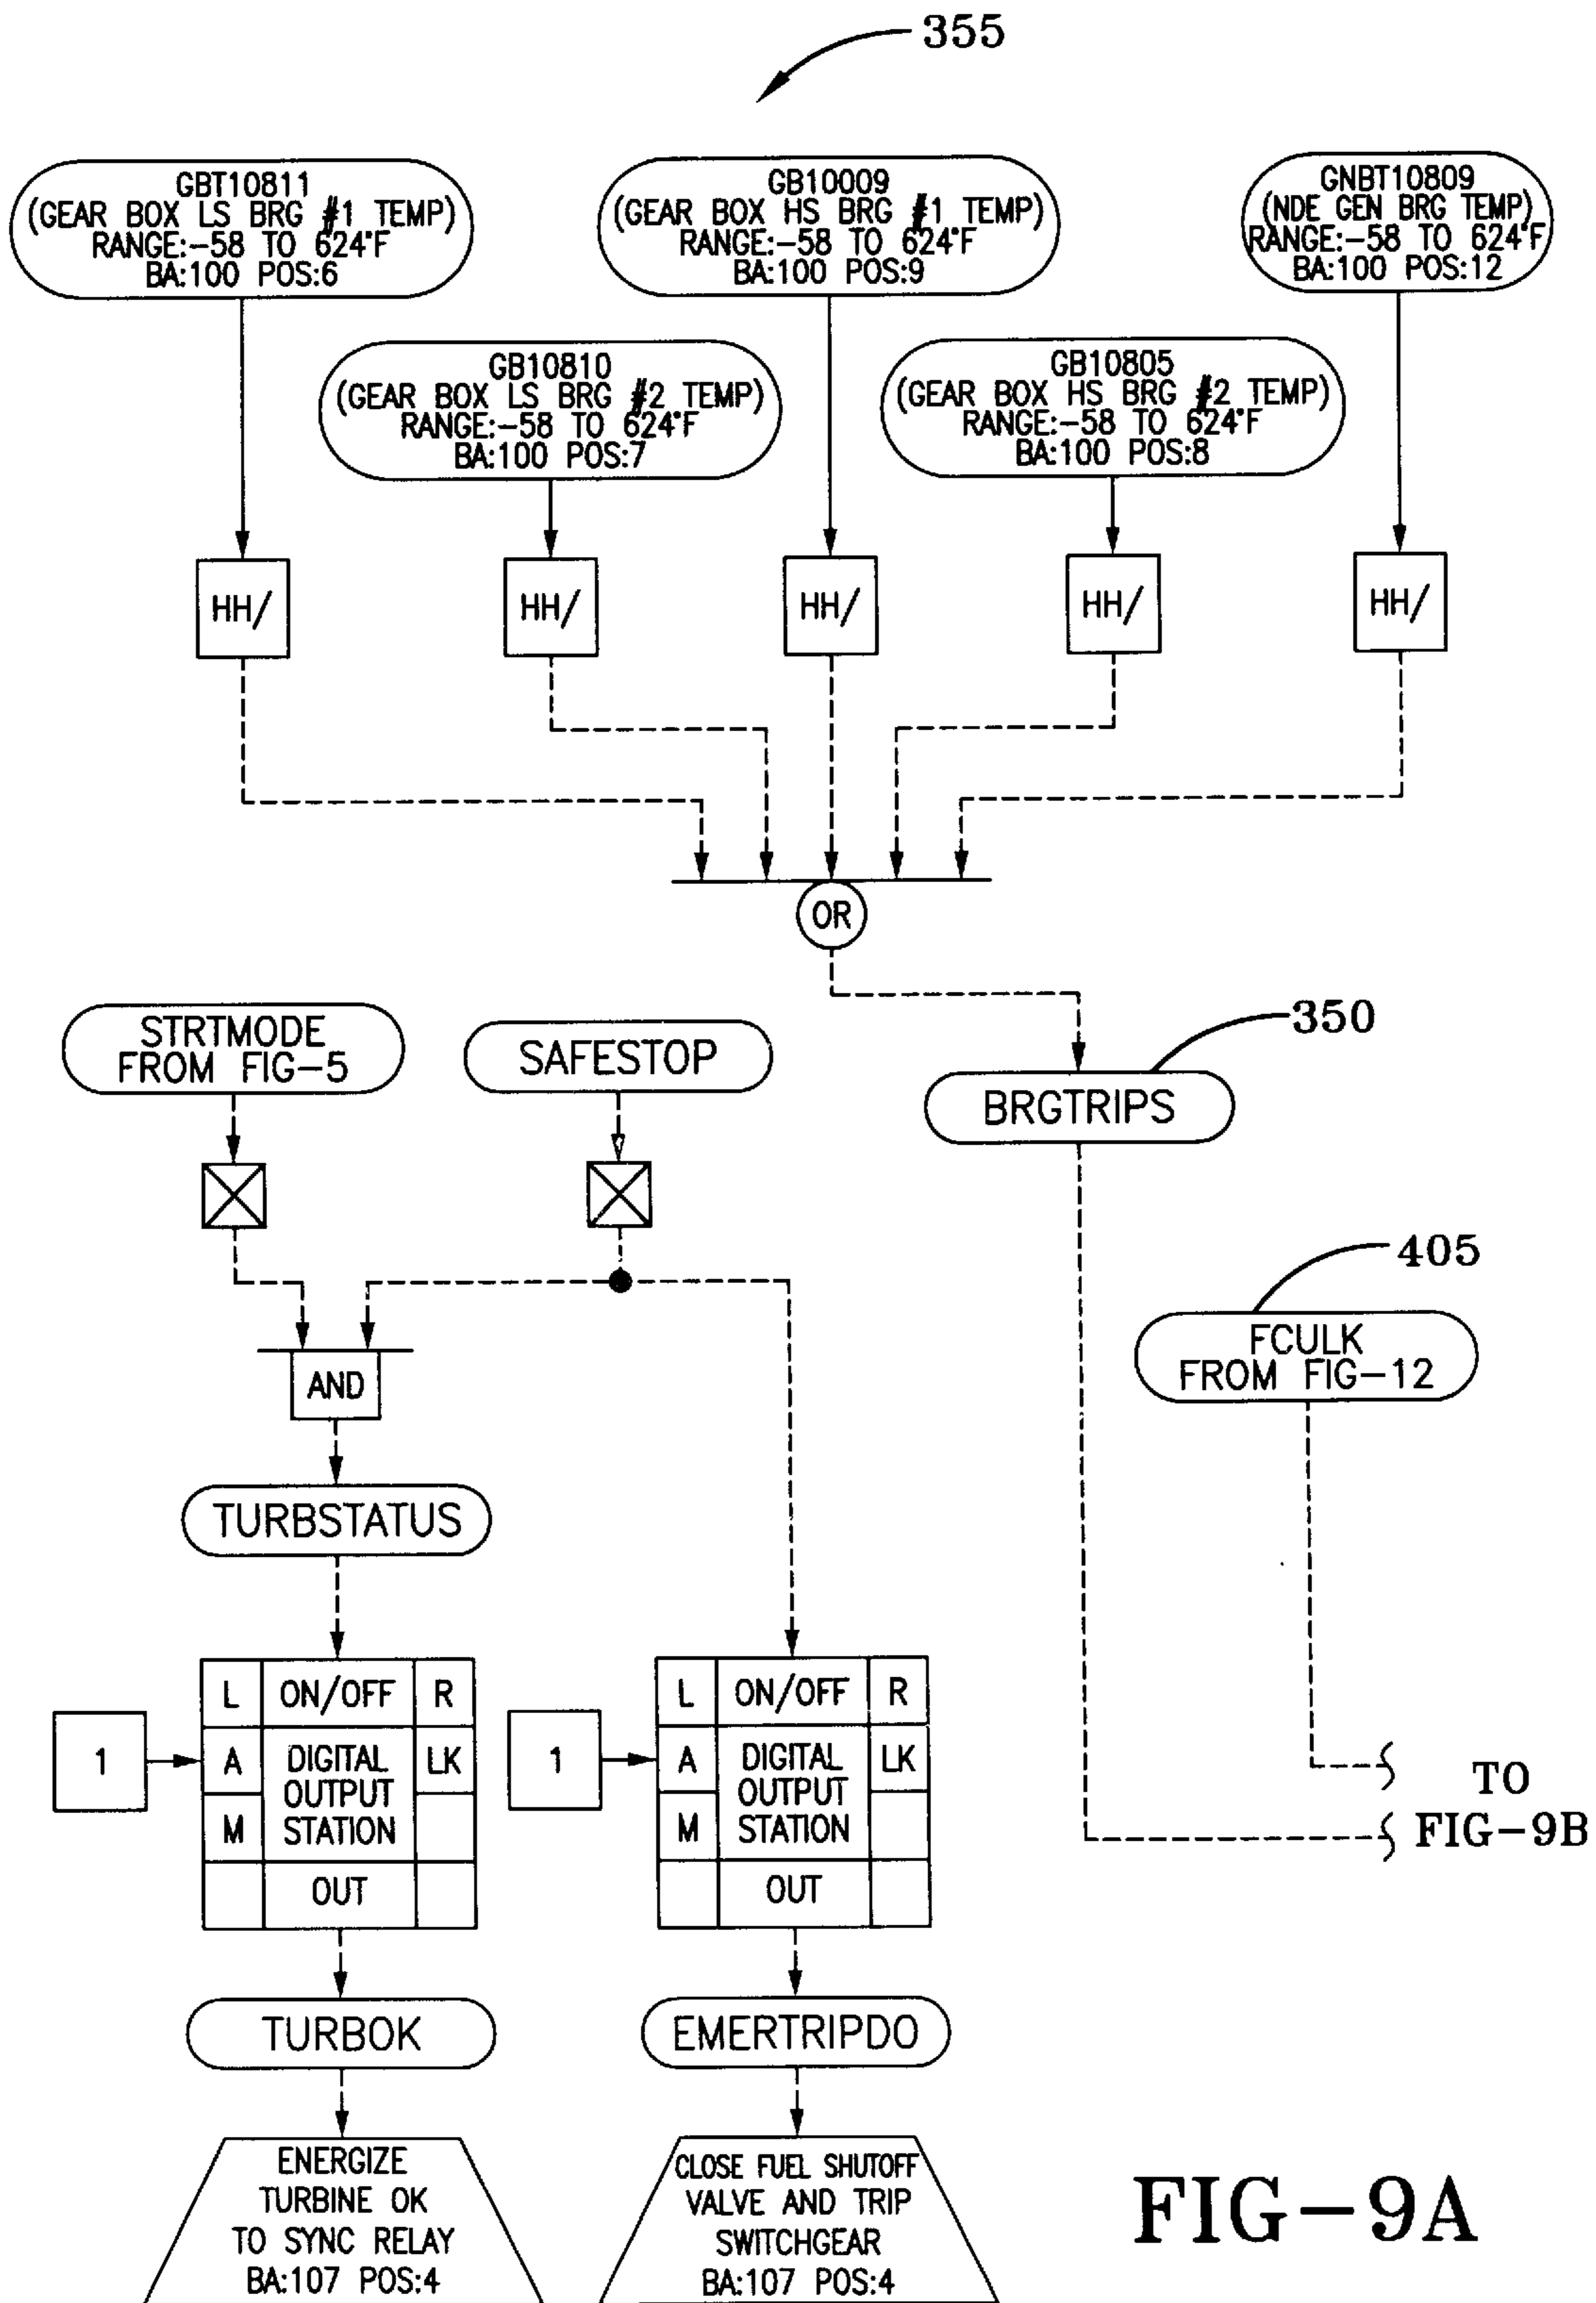 355
GBT10811
(GEAR BOX LS BRG #1 TEMP)
RANGE:-58 TO 624°F
BA:100 POS:6
GB10009
(GEAR BOX HS BRG #1 TEMP)
RANGE:-58 TO 624°F
BA:100 POS:9
GNBT10809
(NDE GEN BRG TEMP)
RANGE:-58 TO 624°F
BA:100 POS:12
GB10810
(GEAR BOX LS BRG #2 TEMP)
RANGE:-58 TO 624°F
BA:100 POS:7
GB10805
(GEAR BOX HS BRG #2 TEMP)
RANGE:-58 TO 624°F
BA:100 POS:8
HH/
HH/
HH/
HH/
HH/
OR
STRTMODE
FROM FIG-5
SAFESTOP
350
BRGTRIPS
405
FCULK
FROM FIG-12
AND
TURBSTATUS
L ON/OFF R
1
A DIGITAL LK
OUTPUT
M STATION
OUT
L ON/OFF R
1
A DIGITAL LK
OUTPUT
M STATION
OUT
TO
FIG-9B
TURBOK
EMERTRIPDO
ENERGIZE
TURBINE OK
TO SYNC RELAY
BA:107 POS:4
CLOSE FUEL SHUTOFF
VALVE AND TRIP
SWITCHGEAR
BA:107 POS:4
FIG-9A